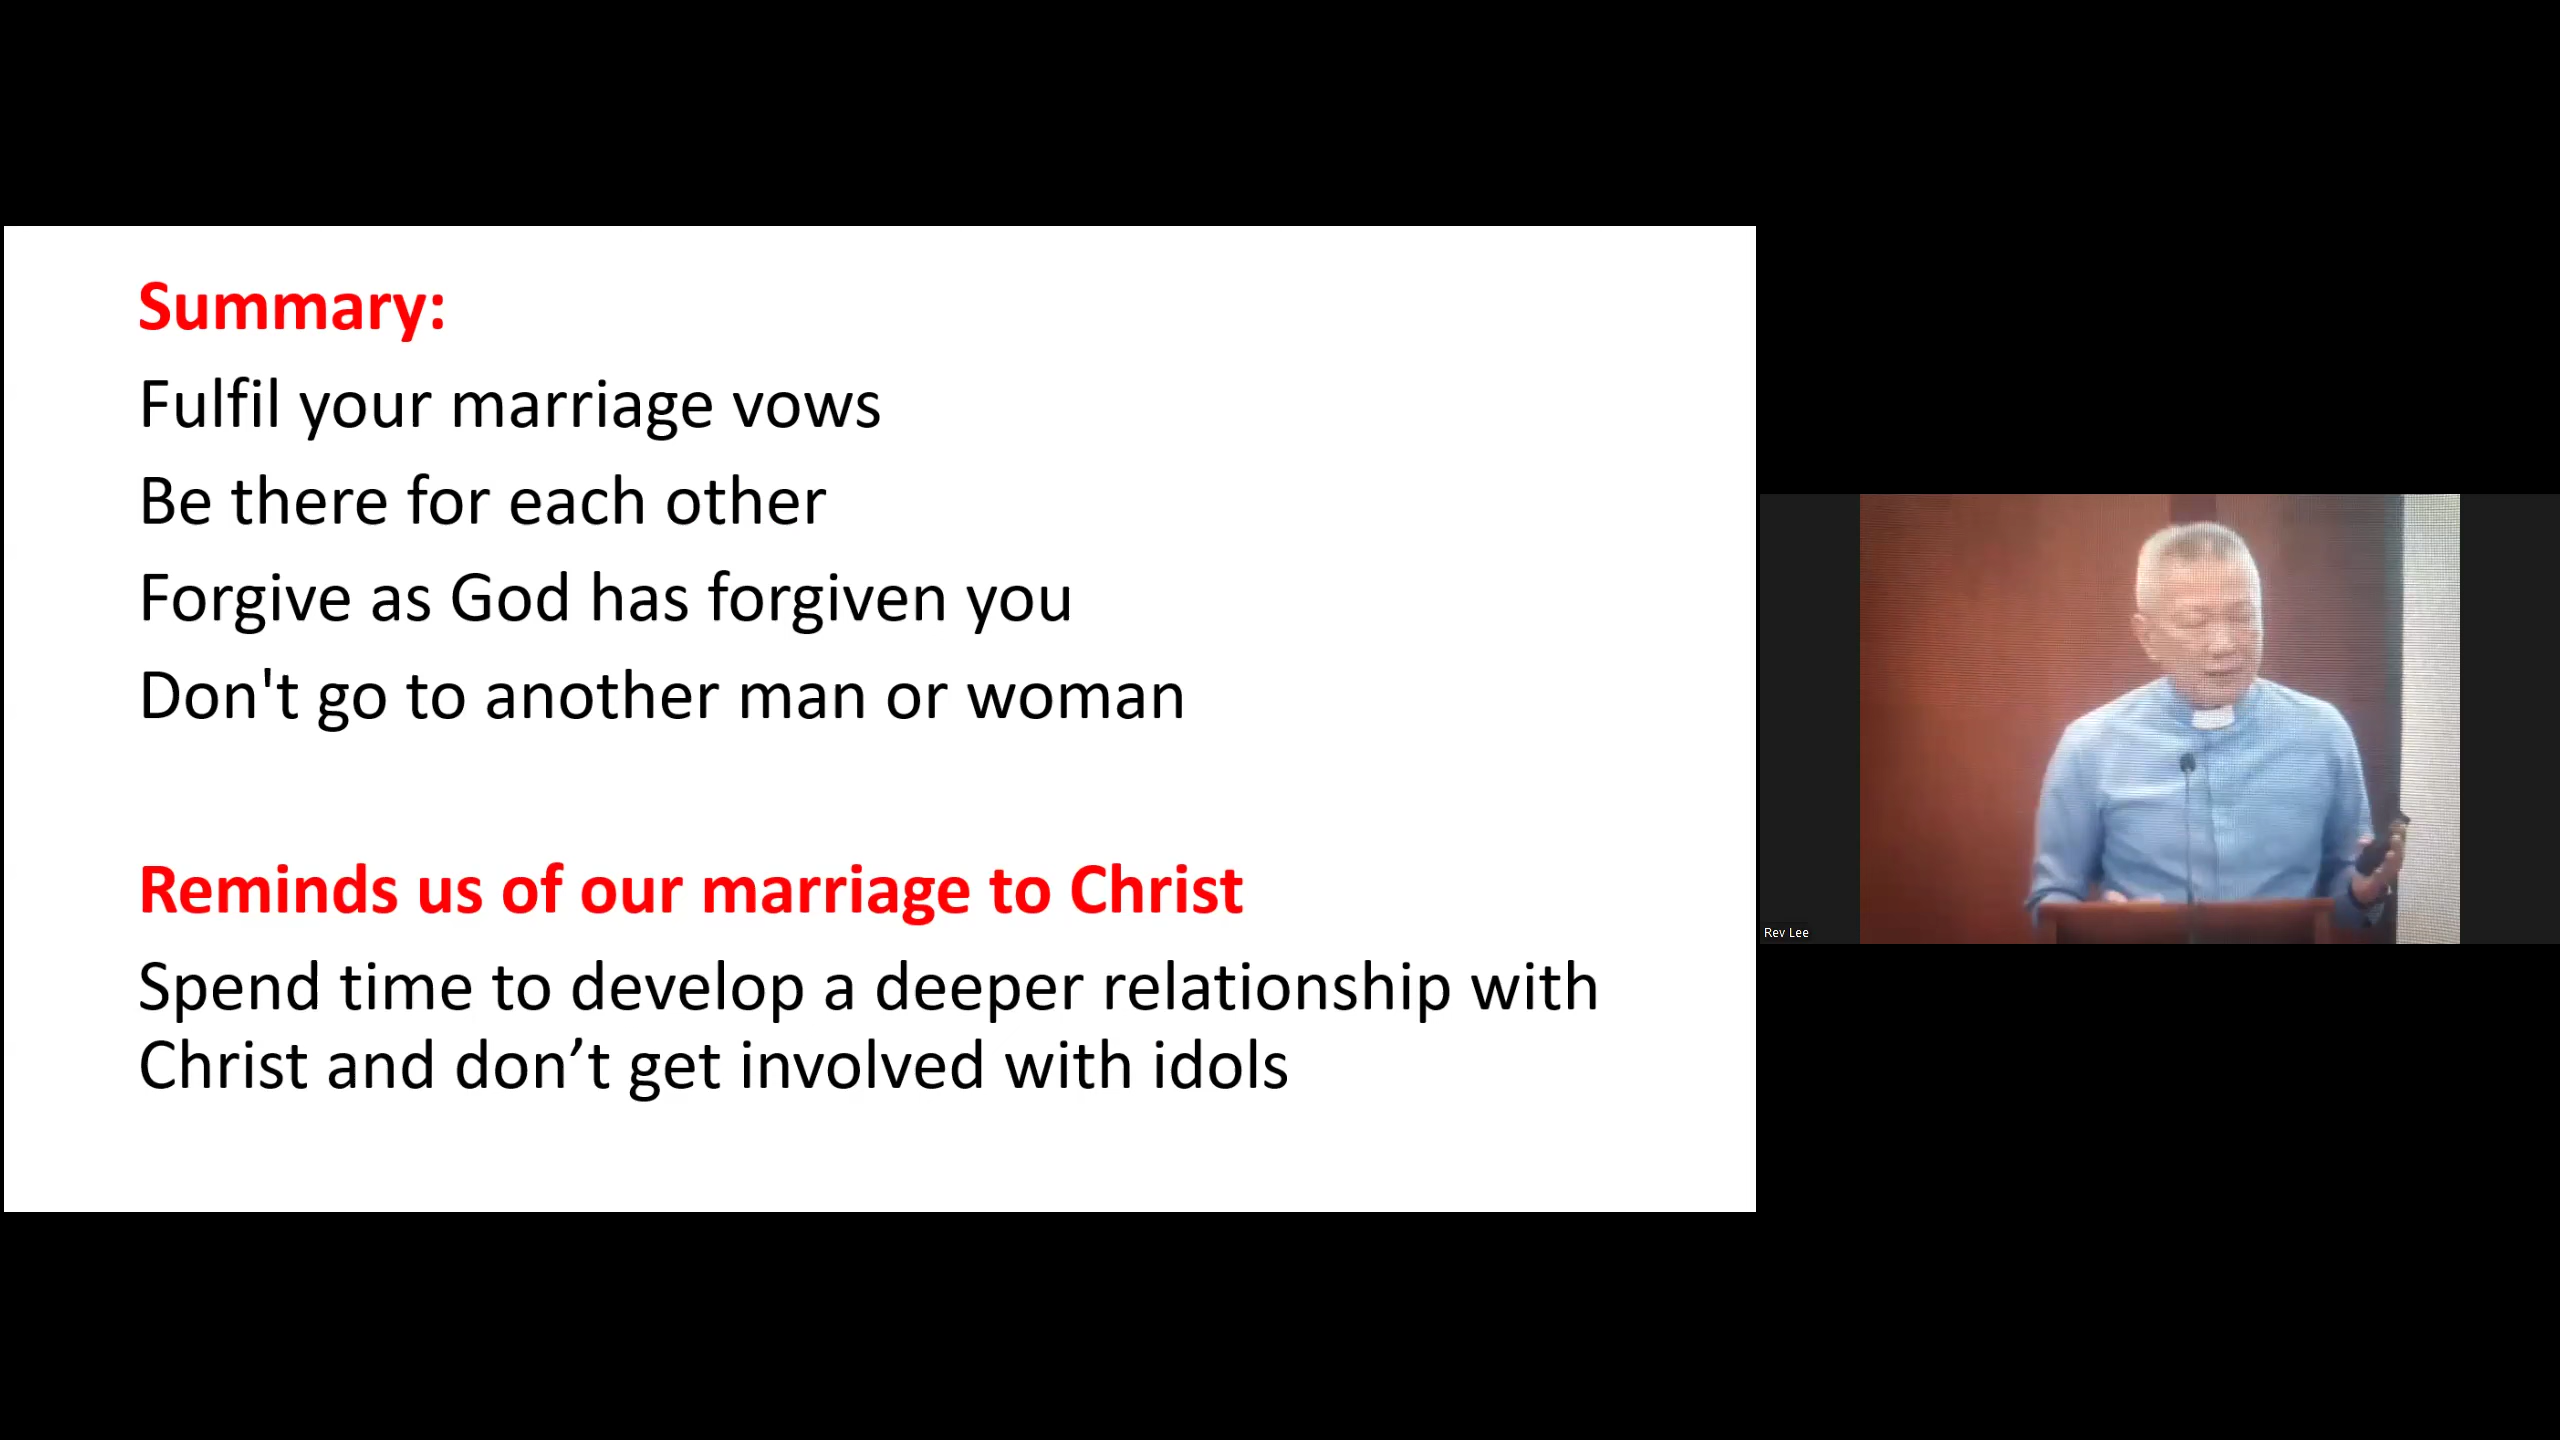 Summary:
Fulfil your marriage vows
Be there for each other
Forgive as God has forgiven you
Don't go to another man or woman
Reminds us of our marriage to Christ
Spend time to develop a deeper relationship with
Christ and don’t get involved with idols
Rev Lee